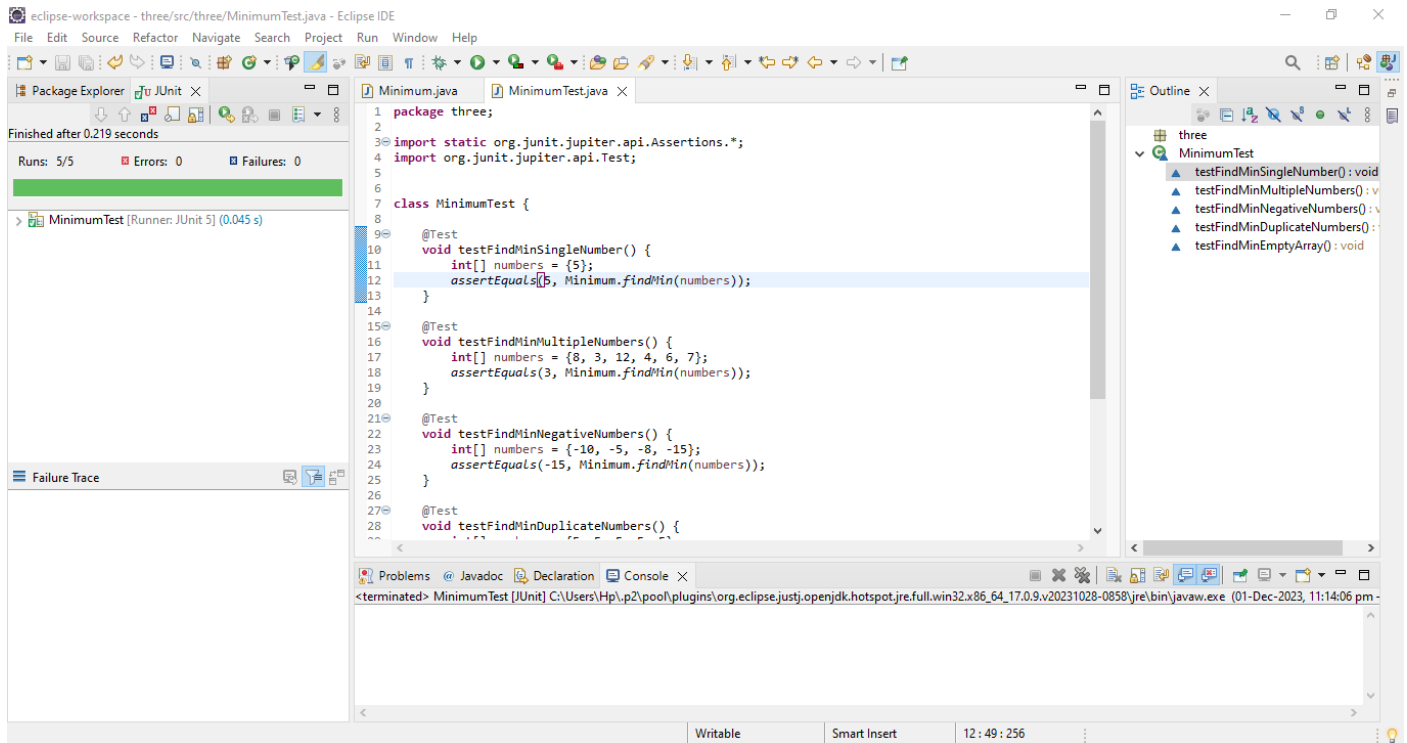 eclipse-workspace - three/src/three/MinimumTest.java - Eclipse IDE
File Edit Source Refactor Navigate Search Project Run Window Help
Package Explorer JUnit
Finished after 0.219 seconds
Runs: 5/5 Errors: 0 Failures: 0
MinimumTest [Runner: JUnit 5] (0.045 s)
Failure Trace
Minimum.java MinimumTest.java
1 package three;
2
3 import static org.junit.jupiter.api.Assertions.*;
4 import org.junit.jupiter.api.Test;
5
6
7 class MinimumTest {
8
9 @Test
10 void testFindMinSingleNumber() {
11 int[] numbers = {5};
12 assertEquals(5, Minimum.findMin(numbers));
13 }
14
15 @Test
16 void testFindMinMultipleNumbers() {
17 int[] numbers = {8, 3, 12, 4, 6, 7};
18 assertEquals(3, Minimum.findMin(numbers));
19 }
20
21 @Test
22 void testFindMinNegativeNumbers() {
23 int[] numbers = {-10, -5, -8, -15};
24 assertEquals(-15, Minimum.findMin(numbers));
25 }
26
27 @Test
28 void testFindMinDuplicateNumbers() {
Outline
three
MinimumTest
testFindMinSingleNumber() : void
testFindMinMultipleNumbers() : v
testFindMinNegativeNumbers() : v
testFindMinDuplicateNumbers() :
testFindMinEmptyArray() : void
Problems @ Javadoc Declaration Console
<terminated> MinimumTest [JUnit] C:\Users\Hp\.p2\pool\plugins\org.eclipse.justj.openjdk.hotspot.jre.full.win32.x86_64_17.0.9.v20231028-0858\jre\bin\javaw.exe (01-Dec-2023, 11:14:06 pm -
Writable Smart Insert 12 : 49 : 256